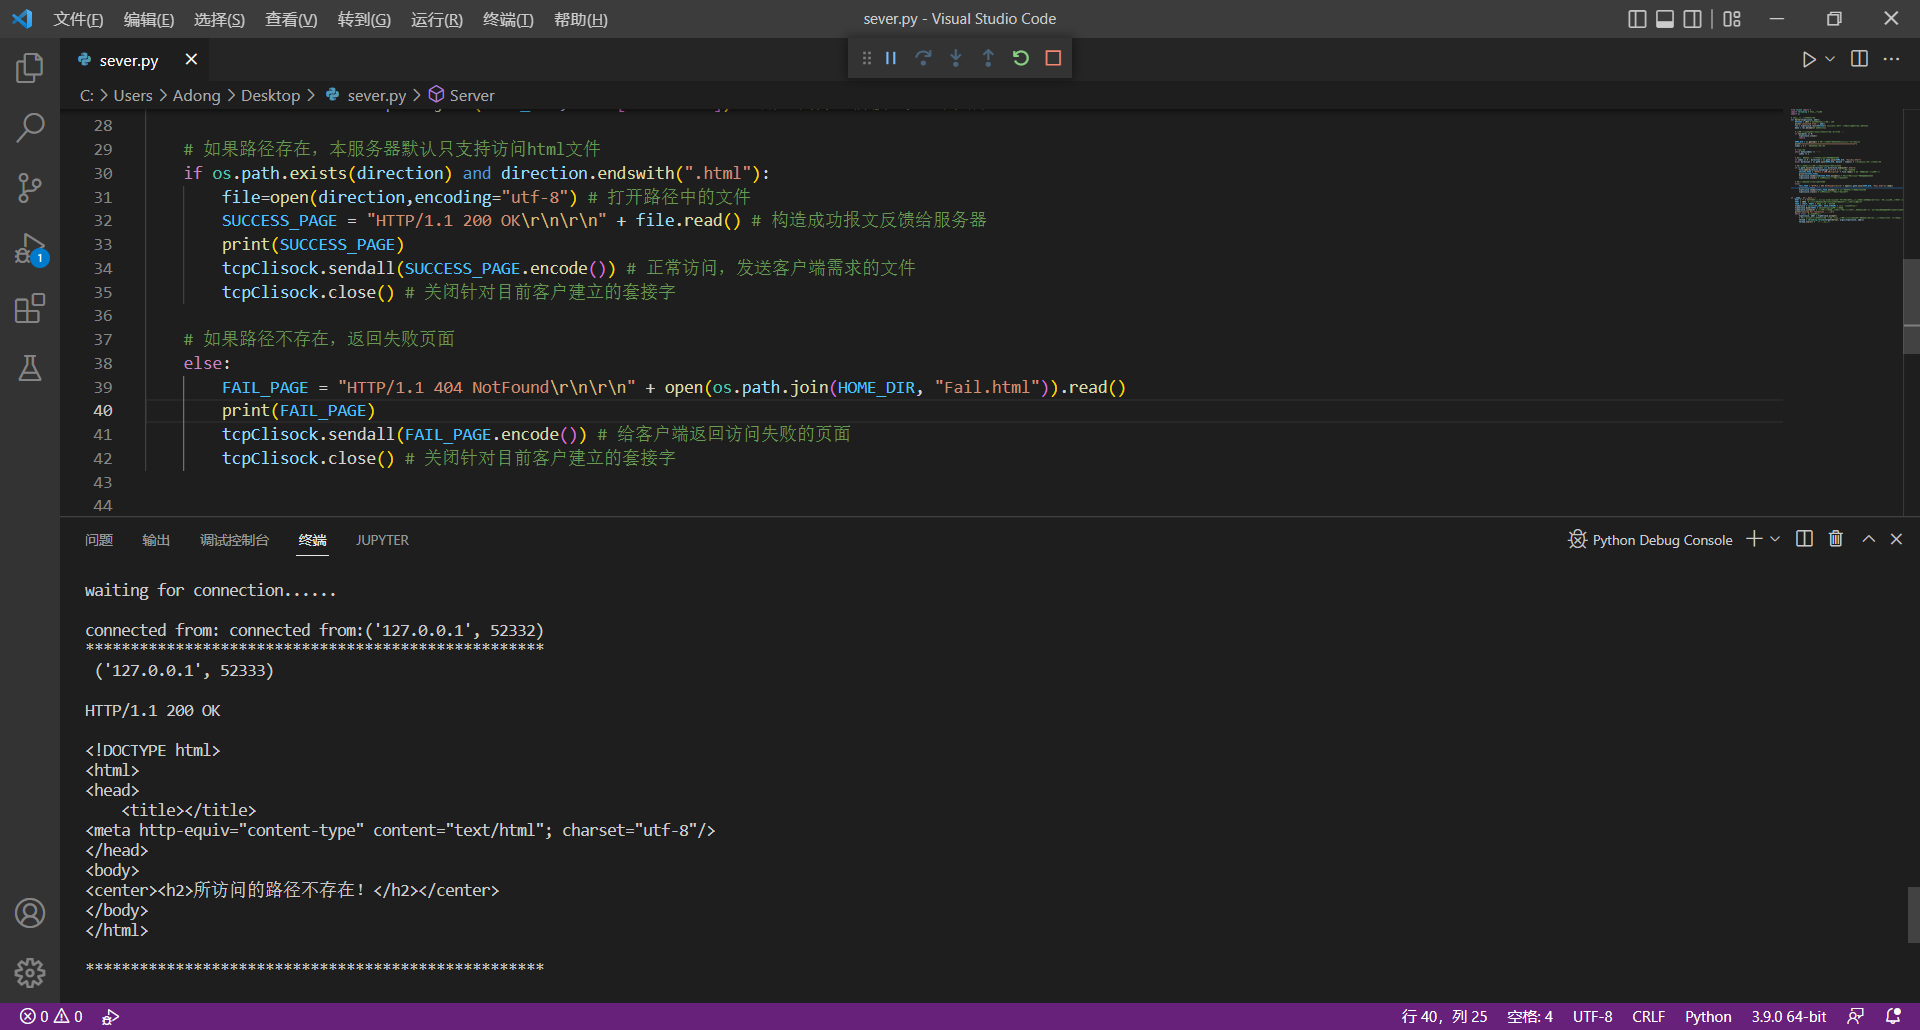 文件(F) 编辑(E) 选择(S) 查看(V) 转到(G) 运行(R) 终端(T) 帮助(H) sever.py - Visual Studio Code
sever.py
C: > Users > Adong > Desktop > sever.py > Server
28
29 # 如果路径存在，本服务器默认只支持访问html文件
30 if os.path.exists(direction) and direction.endswith(".html"):
31 file=open(direction,encoding="utf-8") # 打开路径中的文件
32 SUCCESS_PAGE = "HTTP/1.1 200 OK\r\n\r\n" + file.read() # 构造成功报文反馈给服务器
33 print(SUCCESS_PAGE)
34 tcpClisock.sendall(SUCCESS_PAGE.encode()) # 正常访问，发送客户端需求的文件
35 tcpClisock.close() # 关闭针对目前客户建立的套接字
36
37 # 如果路径不存在，返回失败页面
38 else:
39 FAIL_PAGE = "HTTP/1.1 404 NotFound\r\n\r\n" + open(os.path.join(HOME_DIR, "Fail.html")).read()
40 print(FAIL_PAGE)
41 tcpClisock.sendall(FAIL_PAGE.encode()) # 给客户端返回访问失败的页面
42 tcpClisock.close() # 关闭针对目前客户建立的套接字
43
44
问题 输出 调试控制台 终端 JUPYTER Python Debug Console
waiting for connection......
connected from: connected from:('127.0.0.1', 52332)
***************************************************
('127.0.0.1', 52333)
HTTP/1.1 200 OK
<!DOCTYPE html>
<html>
<head>
<title></title>
<meta http-equiv="content-type" content="text/html"; charset="utf-8"/>
</head>
<body>
<center><h2>所访问的路径不存在！</h2></center>
</body>
</html>
***************************************************
1
0 0 行 40，列 25 空格: 4 UTF-8 CRLF Python 3.9.0 64-bit